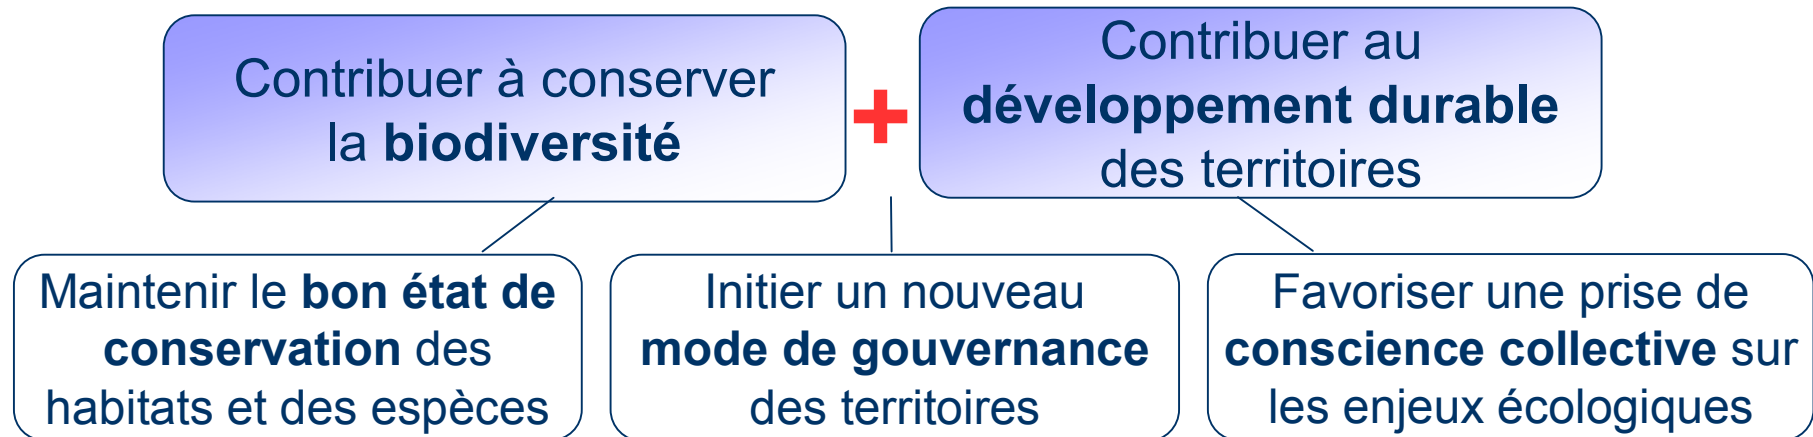 Contribuer à conserver
la biodiversité
+
Contribuer au
développement durable
des territoires
Maintenir le bon état de
conservation des
habitats et des espèces
Initier un nouveau
mode de gouvernance
des territoires
Favoriser une prise de
conscience collective sur
les enjeux écologiques